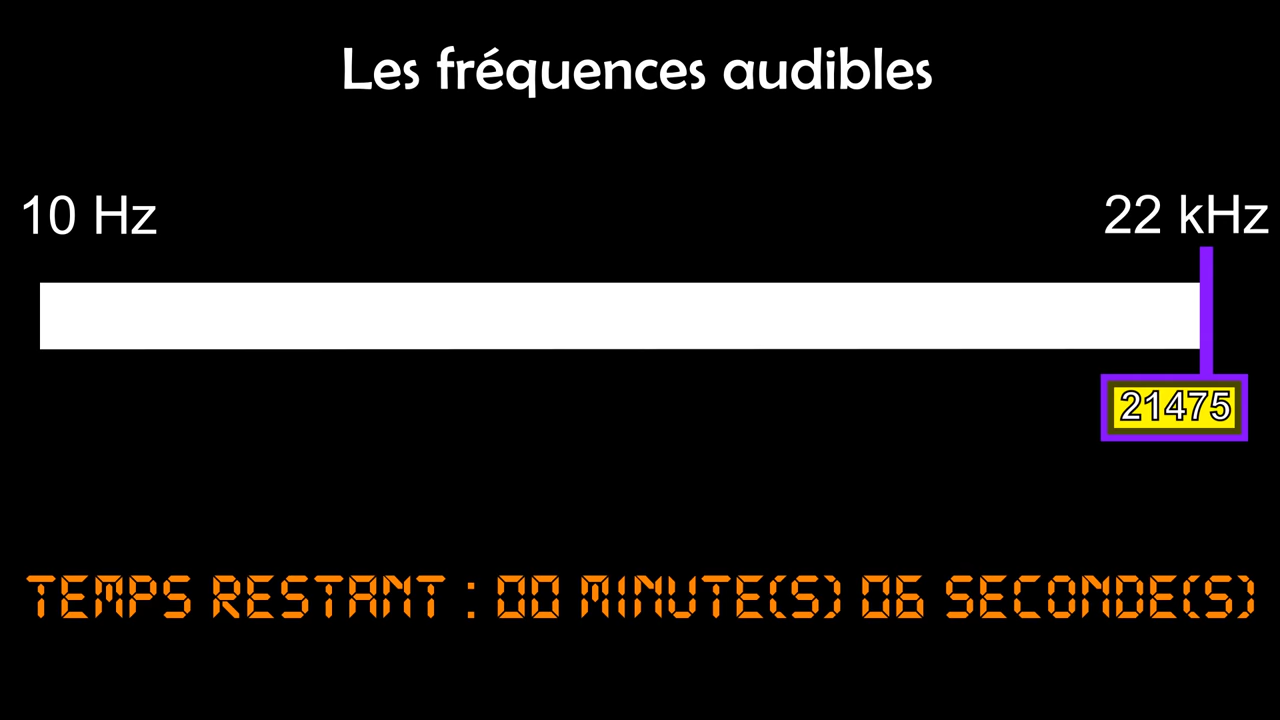 Les fréquences audibles
10 Hz
22 kHz
21475
TEMPS RESTANT : 00 MINUTE(S) 06 SECONDE(S)